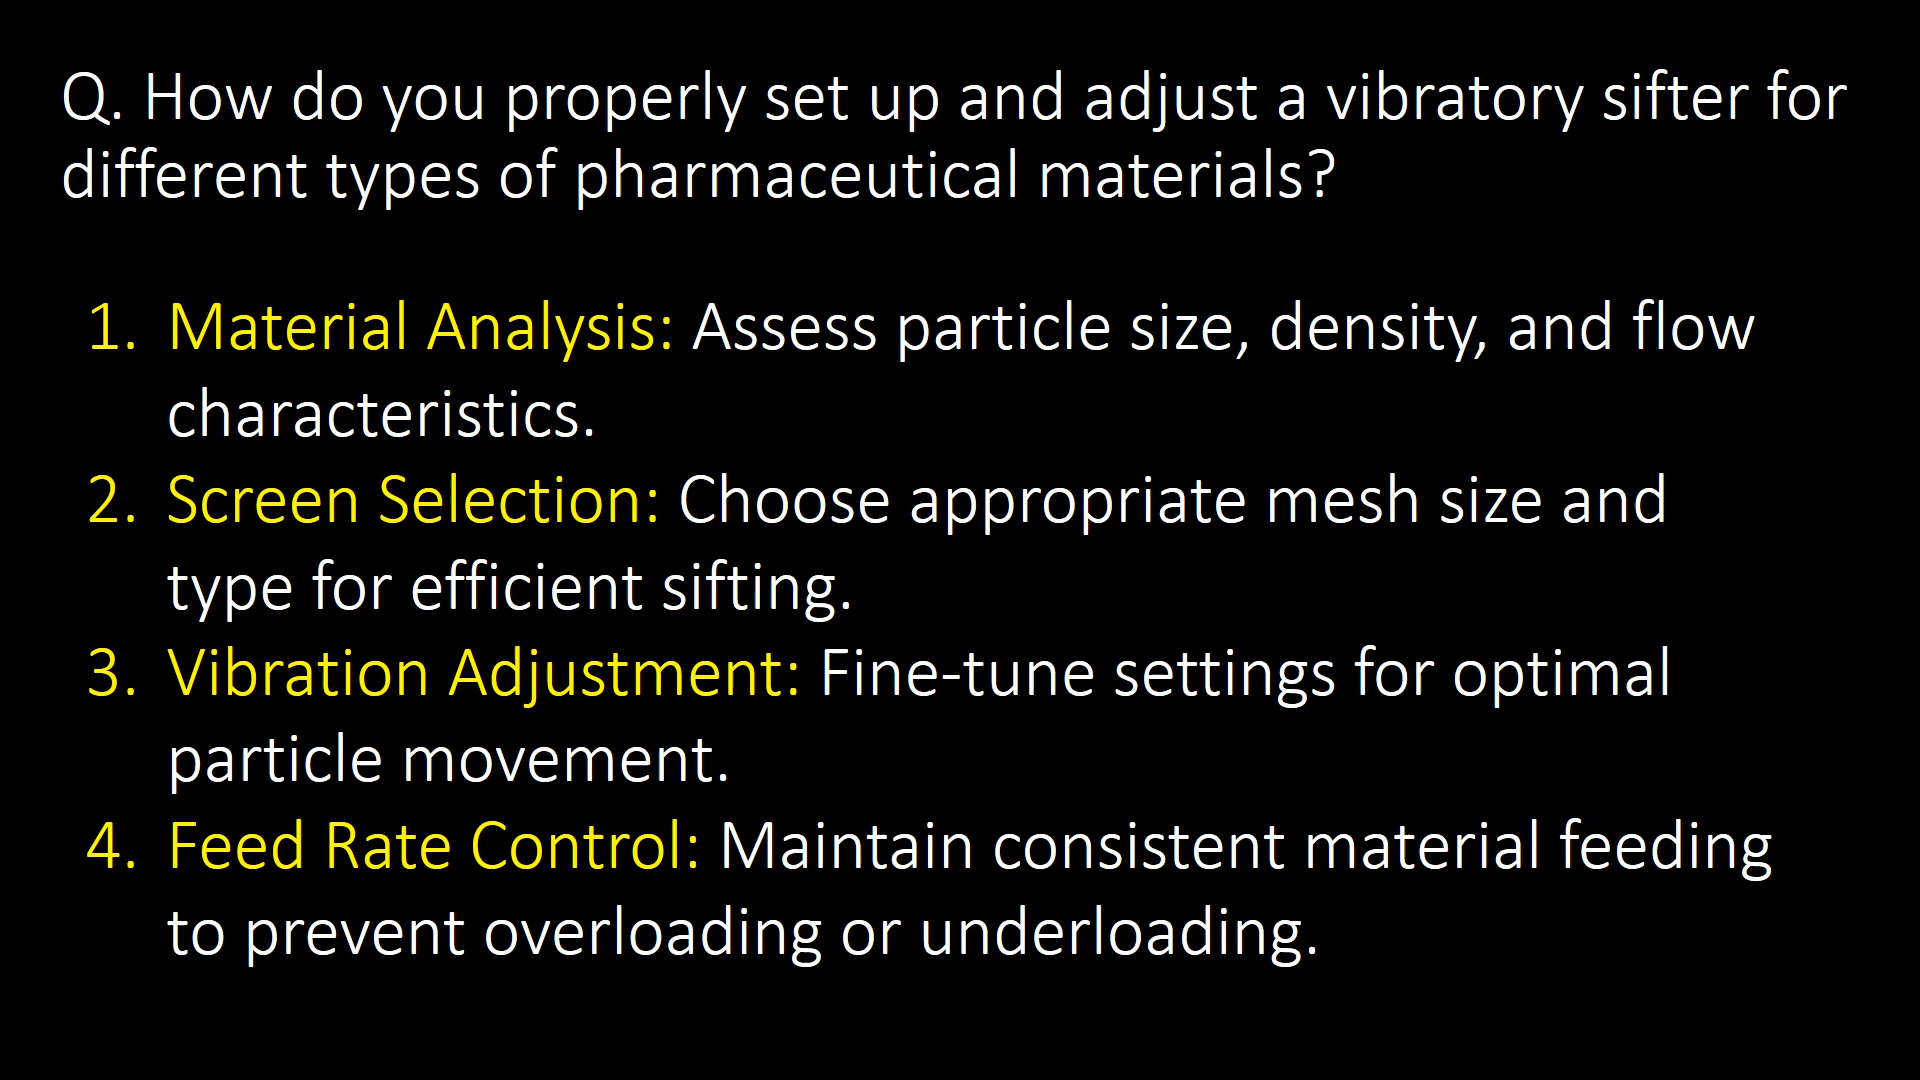 Q. How do you properly set up and adjust a vibratory sifter for
different types of pharmaceutical materials?
1. Material Analysis: Assess particle size, density, and flow
characteristics.
2. Screen Selection: Choose appropriate mesh size and
type for efficient sifting.
3. Vibration Adjustment: Fine-tune settings for optimal
particle movement.
4. Feed Rate Control: Maintain consistent material feeding
to prevent overloading or underloading.